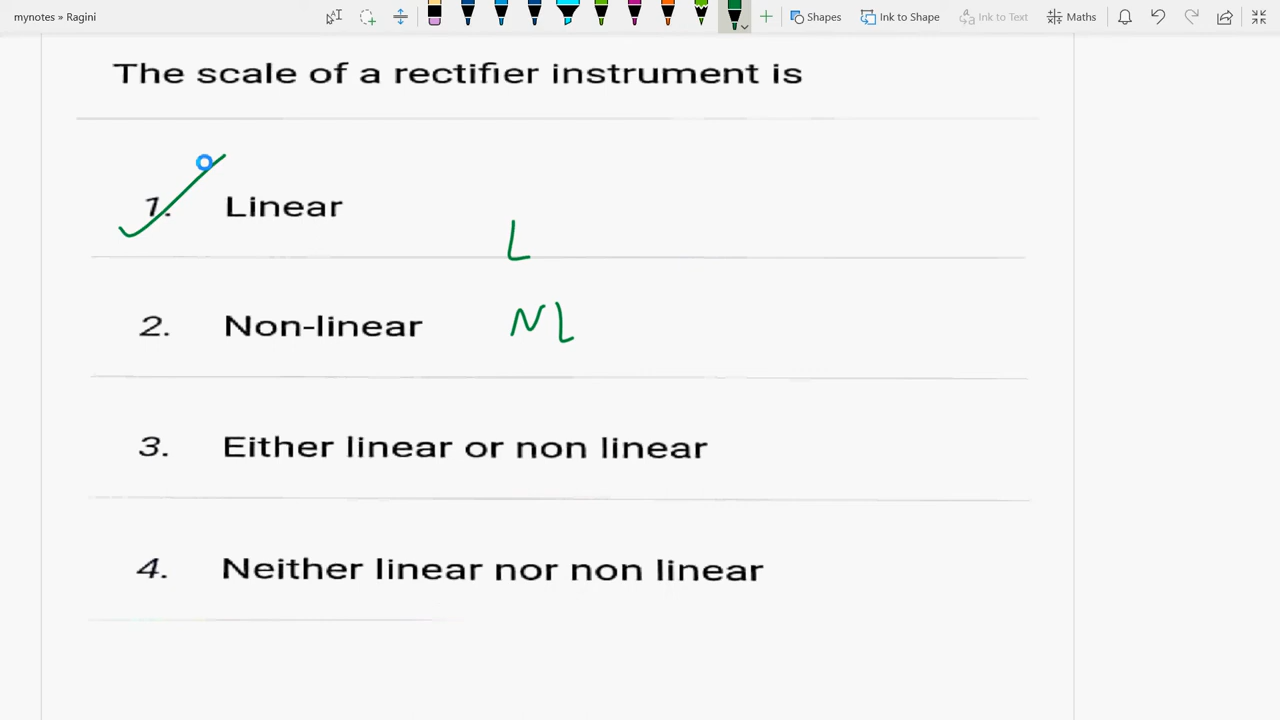 mynotes » Ragini
Shapes
Ink to Shape
Ink to Text
Maths
The scale of a rectifier instrument is
1. Linear
L
2. Non-linear NL
3. Either linear or non linear
4. Neither linear nor non linear